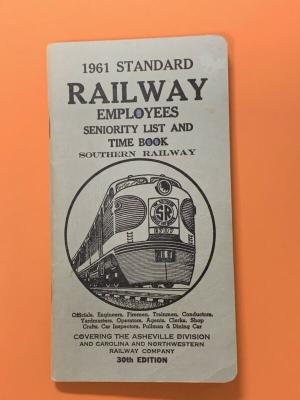 1961 STANDARD
RAILWAY
EMPLOYEES
SENIORITY LIST AND
TIME BOOK
SOUTHERN RAILWAY
SR
Officials, Engineers, Firemen, Trainmen, Conductors,
Yardmasters, Operators, Agents, Clerks, Shop
Crafts, Car Inspectors, Pullman & Dining Car
COVERING THE ASHEVILLE DIVISION
AND CAROLINA AND NORTHWESTERN
RAILWAY COMPANY
30th EDITION